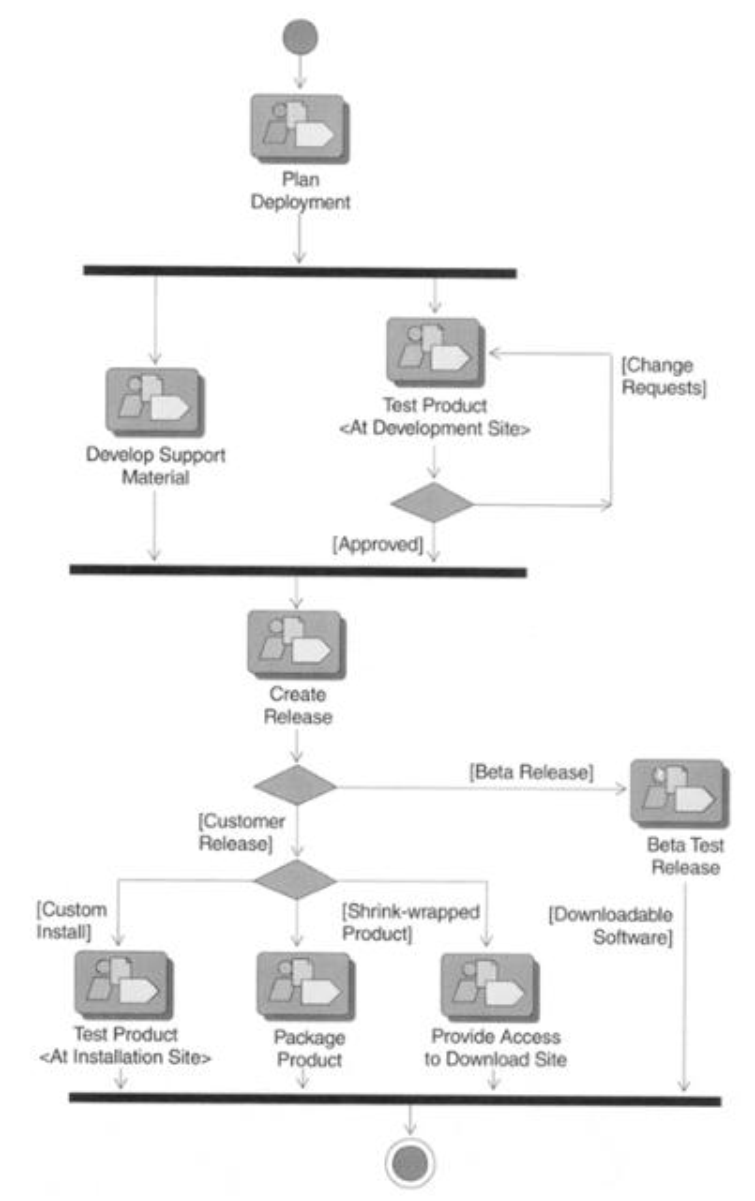 Plan
Deployment
[Change
Requests]
Test Product
<At Development Site>
Develop Support
Material
[Approved]
Create
Release
[Beta Release]
[Customer
Release]
Beta Test
Release
[Custom
Install]
[Shrink-wrapped
Product]
[Downloadable
Software]
Test Product
<At Installation Site>
Package
Product
Provide Access
to Download Site